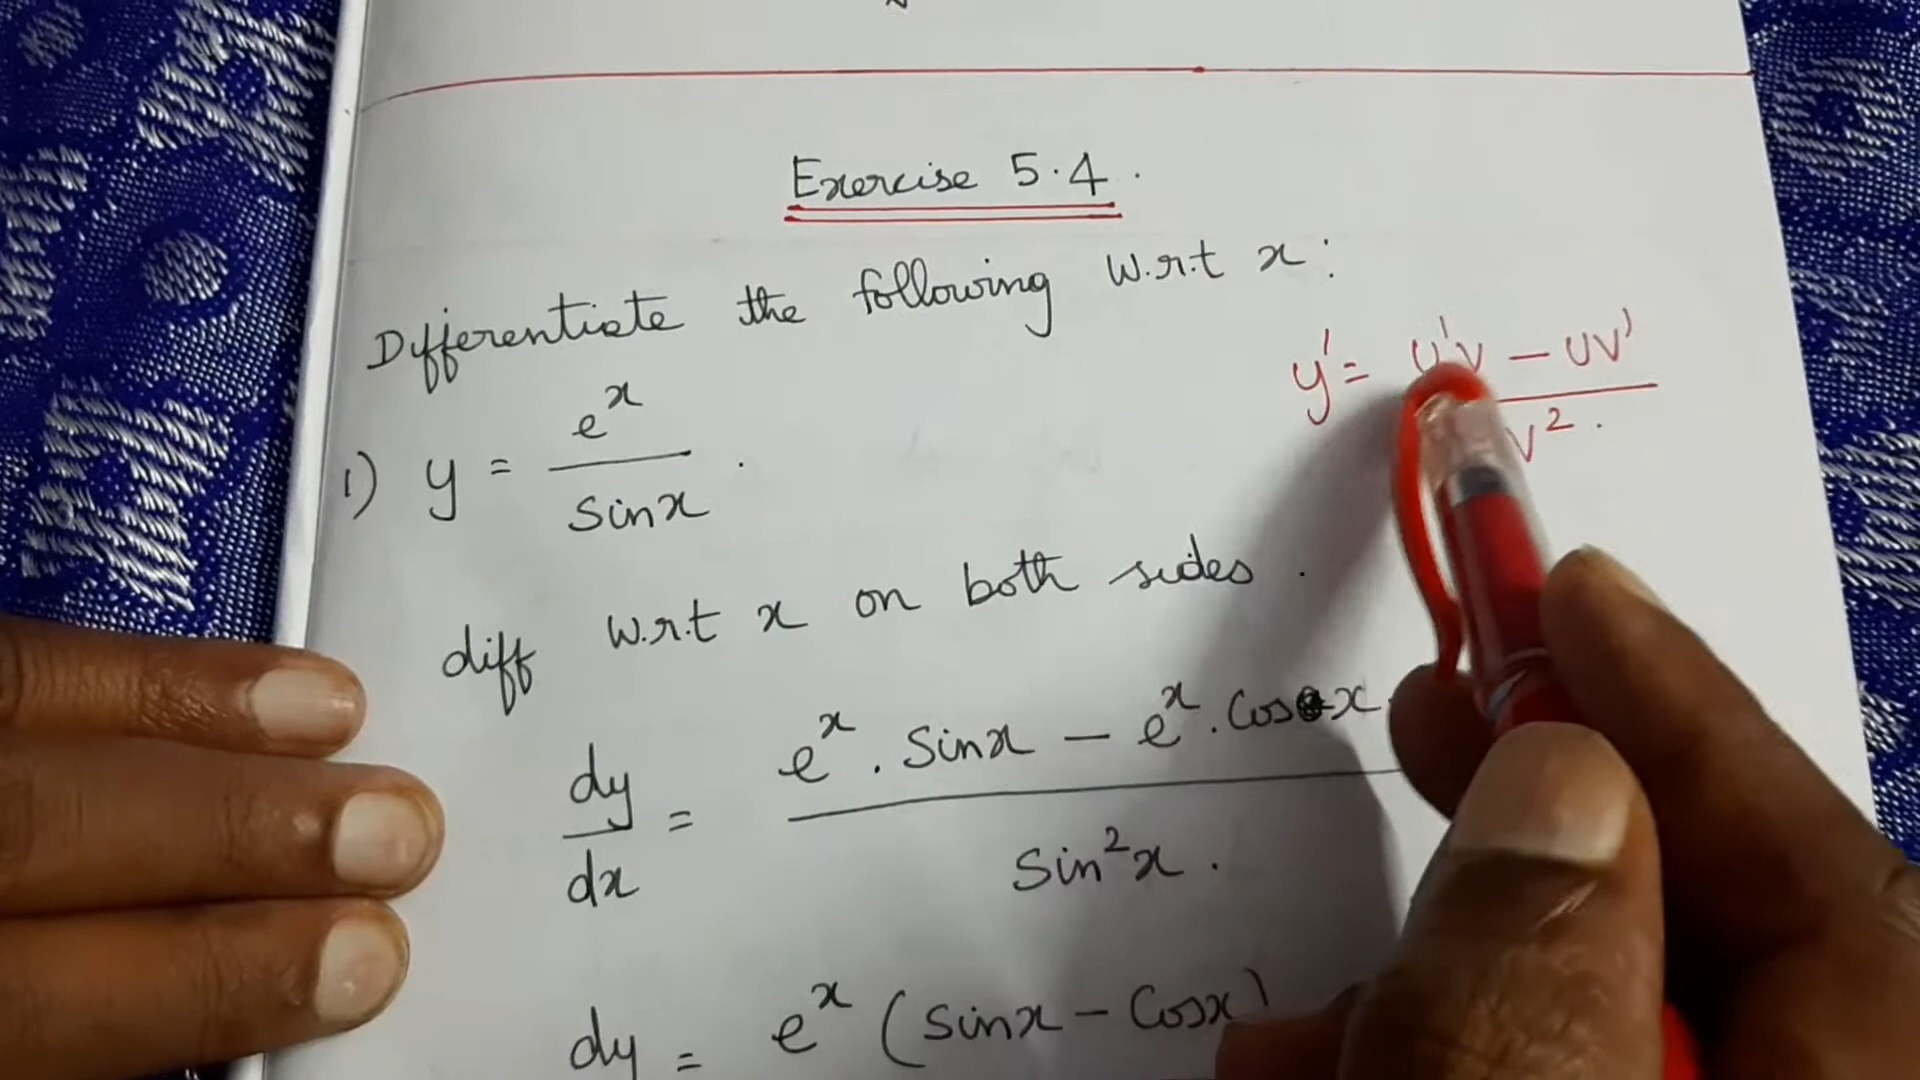 Exercise 5.4.
Differentiate the following w.r.t x:
y' = u'v - uv' / v².
1) y = e^x / sinx .
diff w.r.t x on both sides.
dy/dx = e^x . Sinx - e^x . Cosx / Sin²x .
dy = e^x (sinx - Cosx)